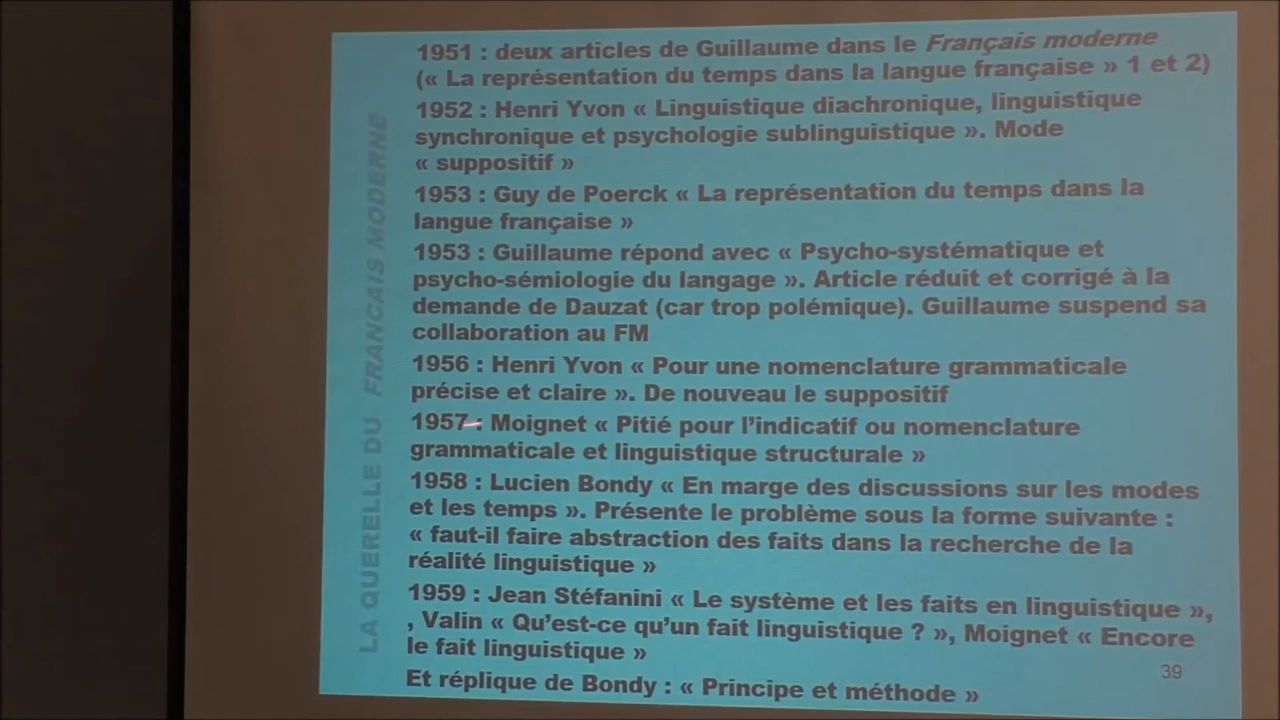 LA QUERELLE DU FRANCAIS MODERNE
1951 : deux articles de Guillaume dans le Français moderne
(« La représentation du temps dans la langue française » 1 et 2)
1952 : Henri Yvon « Linguistique diachronique, linguistique
synchronique et psychologie sublinguistique ». Mode
« suppositif »
1953 : Guy de Poerck « La représentation du temps dans la
langue française »
1953 : Guillaume répond avec « Psycho-systématique et
psycho-sémiologie du langage ». Article réduit et corrigé à la
demande de Dauzat (car trop polémique). Guillaume suspend sa
collaboration au FM
1956 : Henri Yvon « Pour une nomenclature grammaticale
précise et claire ». De nouveau le suppositif
1957 : Moignet « Pitié pour l'indicatif ou nomenclature
grammaticale et linguistique structurale »
1958 : Lucien Bondy « En marge des discussions sur les modes
et les temps ». Présente le problème sous la forme suivante :
« faut-il faire abstraction des faits dans la recherche de la
réalité linguistique »
1959 : Jean Stéfanini « Le système et les faits en linguistique »,
, Valin « Qu'est-ce qu'un fait linguistique ? », Moignet « Encore
le fait linguistique »
Et réplique de Bondy : « Principe et méthode »
39